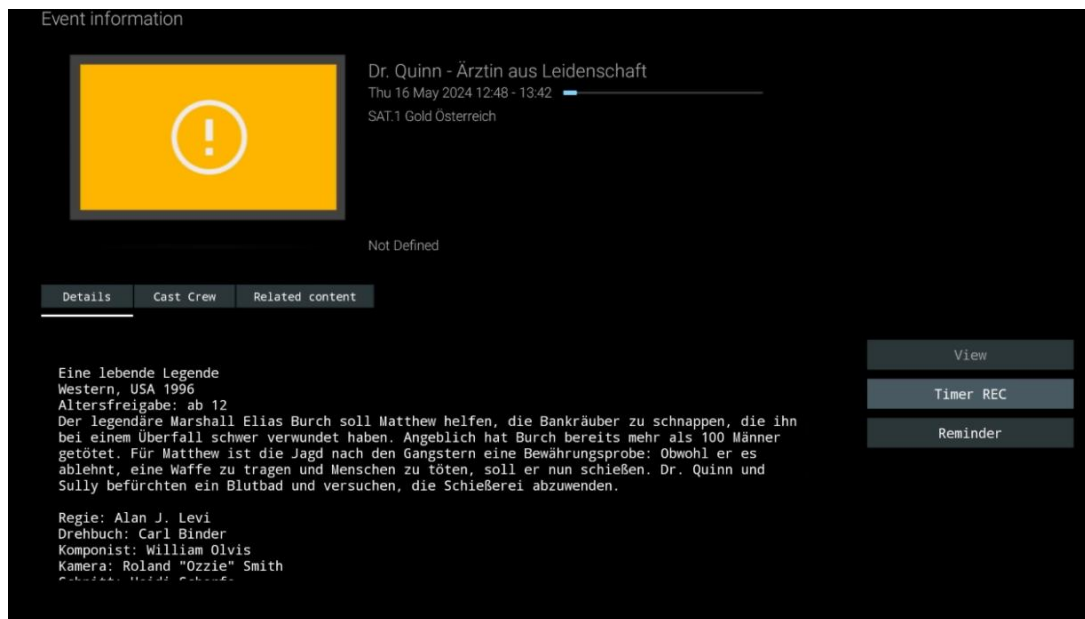 Event information
Dr. Quinn - Ärztin aus Leidenschaft
Thu 16 May 2024 12:48 - 13:42
SAT.1 Gold Österreich
Not Defined
Details
Cast Crew
Related content
View
Timer REC
Reminder
Eine lebende Legende
Western, USA 1996
Altersfreigabe: ab 12
Der legendäre Marshall Elias Burch soll Matthew helfen, die Bankräuber zu schnappen, die ihn
bei einem Überfall schwer verwundet haben. Angeblich hat Burch bereits mehr als 100 Männer
getötet. Für Matthew ist die Jagd nach den Gangstern eine Bewährungsprobe: Obwohl er es
ablehnt, eine Waffe zu tragen und Menschen zu töten, soll er nun schießen. Dr. Quinn und
Sully befürchten ein Blutbad und versuchen, die Schießerei abzuwenden.
Regie: Alan J. Levi
Drehbuch: Carl Binder
Komponist: William Olvis
Kamera: Roland "Ozzie" Smith